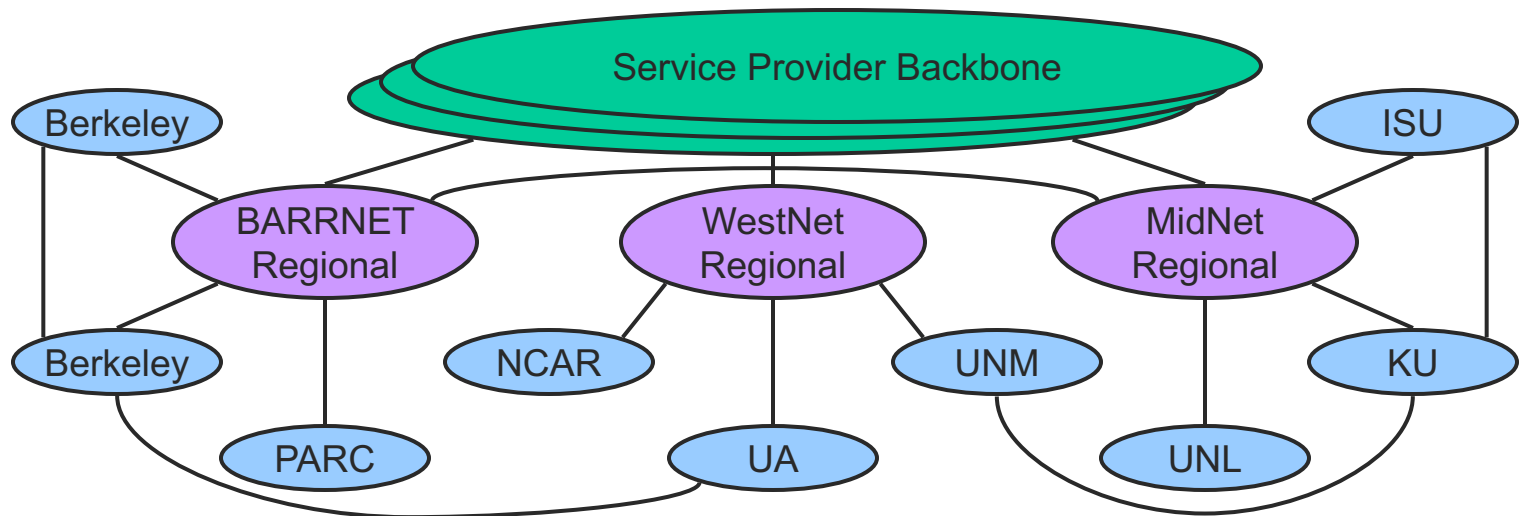 Service Provider Backbone
Berkeley
ISU
BARRNET
Regional
WestNet
Regional
MidNet
Regional
Berkeley
NCAR
UNM
KU
PARC
UA
UNL